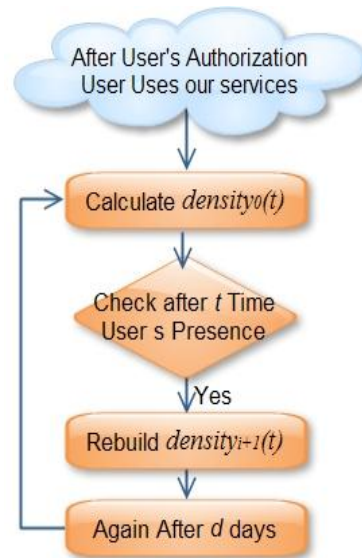 After User's Authorization
User Uses our services
Calculate density₀(t)
Check after t Time
User s Presence
Yes
Rebuild densityᵢ₊₁(t)
Again After d days